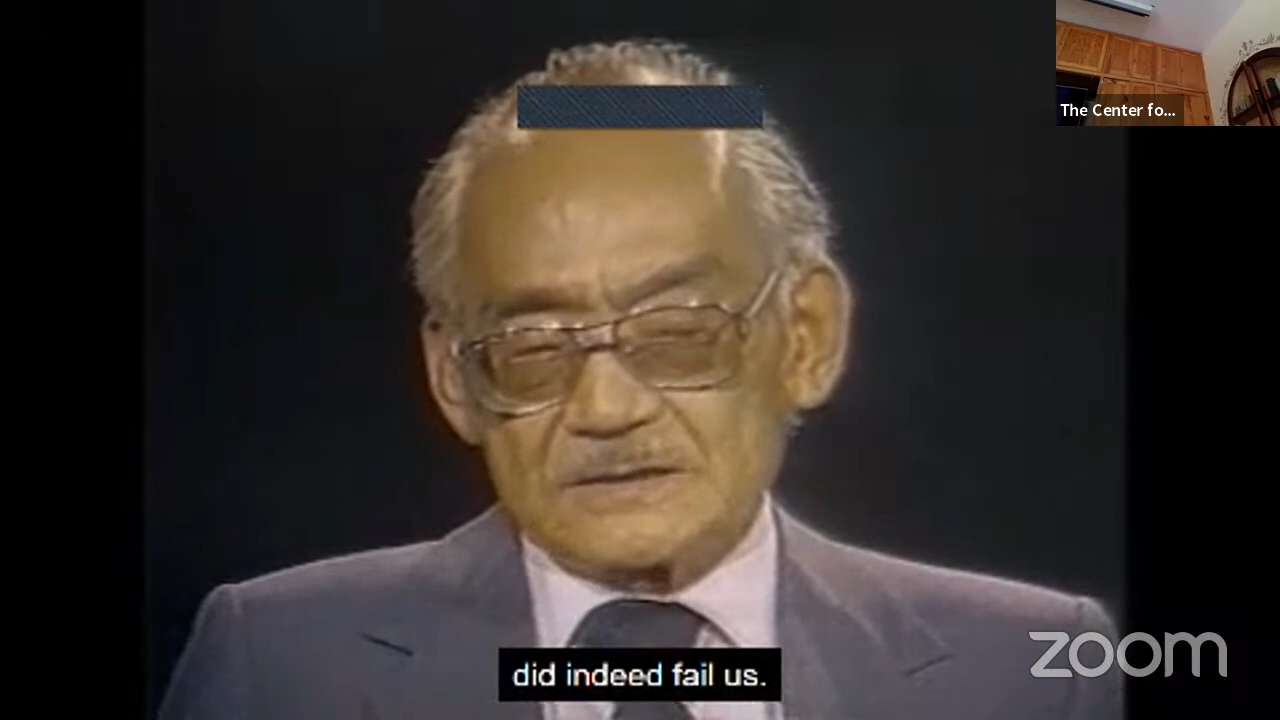 The Center fo...
did indeed fail us.
zoom